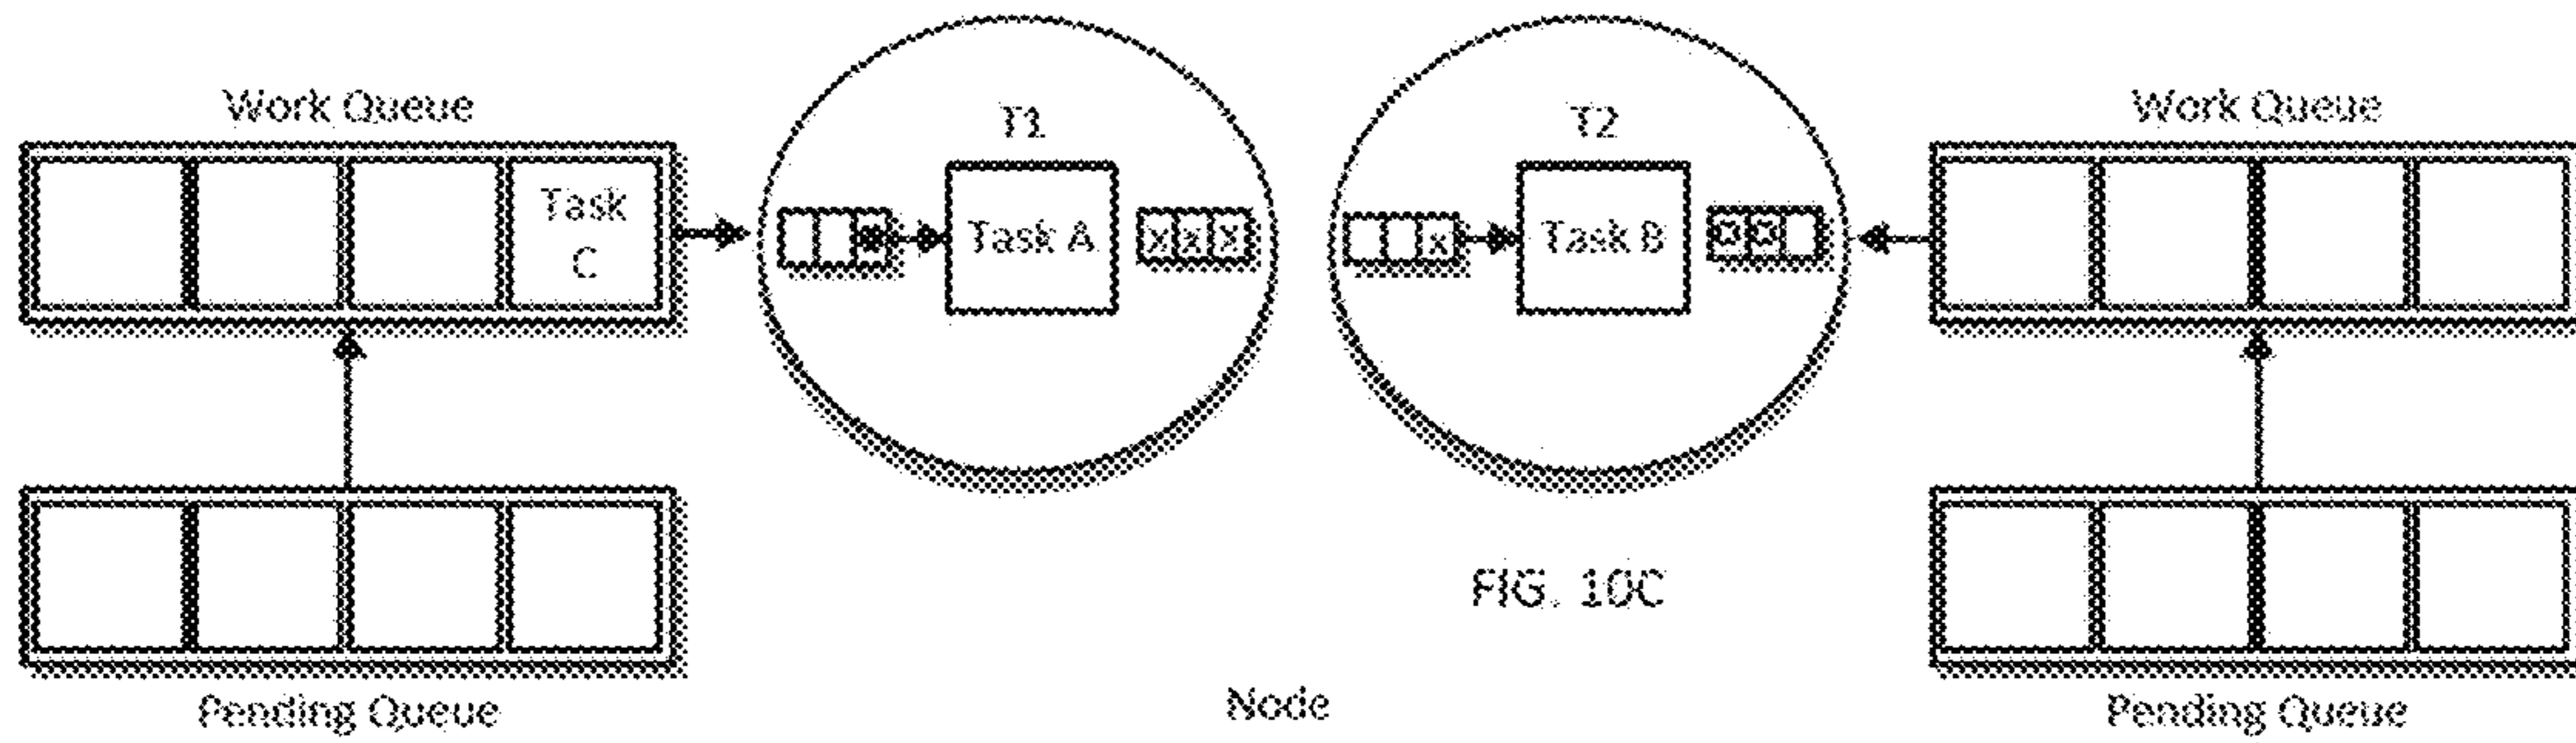 Work Queue
T1
T2
Work Queue
Task
C
Task A
x x x
x
Task B
FIG. 10C
Pending Queue
Node
Pending Queue